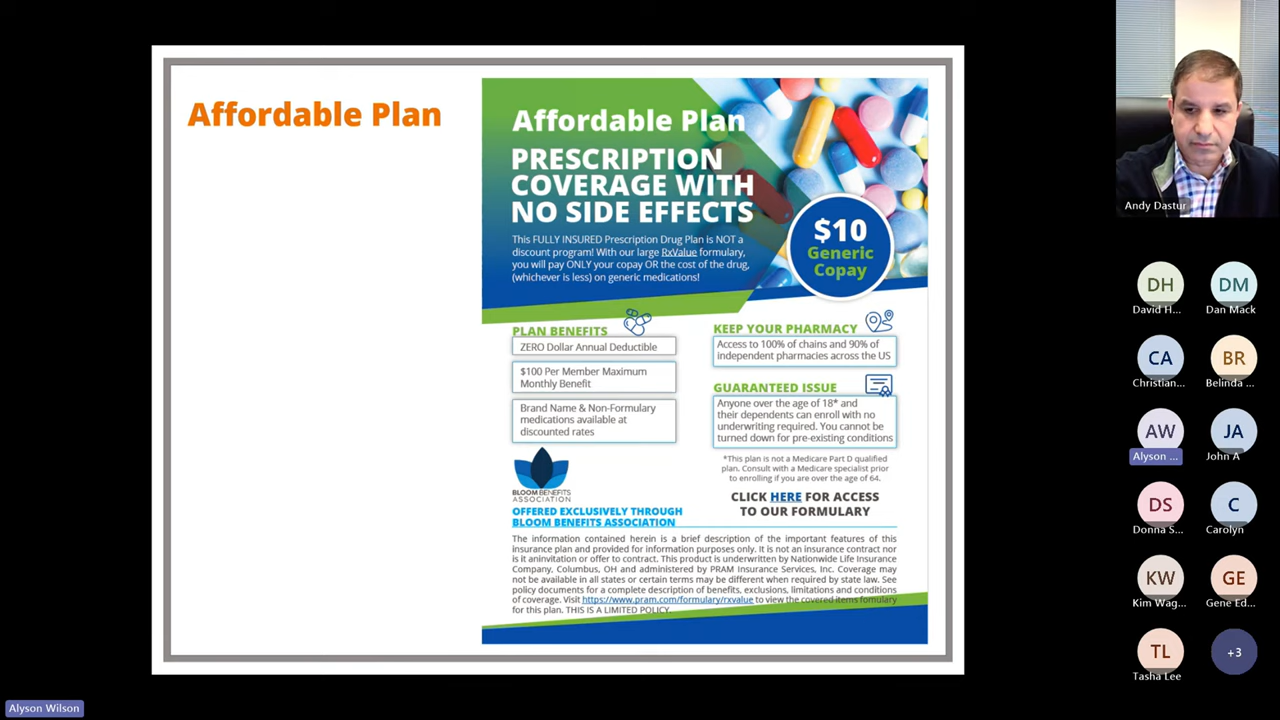 Affordable Plan
Affordable Plan
PRESCRIPTION
COVERAGE WITH
NO SIDE EFFECTS
This FULLY INSURED Prescription Drug Plan is NOT a
discount program! With our large RxValue formulary,
you will pay ONLY your copay OR the cost of the drug,
(whichever is less) on generic medications!
$10
Generic
Copay
PLAN BENEFITS
ZERO Dollar Annual Deductible
$100 Per Member Maximum
Monthly Benefit
Brand Name & Non-Formulary
medications available at
discounted rates
KEEP YOUR PHARMACY
Access to 100% of chains and 90% of
independent pharmacies across the US
GUARANTEED ISSUE
Anyone over the age of 18* and
their dependents can enroll with no
underwriting required. You cannot be
turned down for pre-existing conditions
*This plan is not a Medicare Part D qualified
plan. Consult with a Medicare specialist prior
to enrolling if you are over the age of 64.
BLOOM BENEFITS
ASSOCIATION
OFFERED EXCLUSIVELY THROUGH
BLOOM BENEFITS ASSOCIATION
CLICK HERE FOR ACCESS
TO OUR FORMULARY
The information contained herein is a brief description of the important features of this
insurance plan and provided for information purposes only. It is not an insurance contract nor
is it aninvitation or offer to contract. This product is underwritten by Nationwide Life Insurance
Company, Columbus, OH and administered by PRAM Insurance Services, Inc. Coverage may
not be available in all states or certain terms may be different when required by state law. See
policy documents for a complete description of benefits, exclusions, limitations and conditions
of coverage. Visit https://www.pram.com/formulary/rxvalue to view the covered items fomulary
for this plan. THIS IS A LIMITED POLICY.
Andy Dastur
DH
David H...
DM
Dan Mack
CA
Christian...
BR
Belinda ...
AW
Alyson ...
JA
John A
DS
Donna S...
C
Carolyn
KW
Kim Wag...
GE
Gene Ed...
TL
Tasha Lee
+3
Alyson Wilson